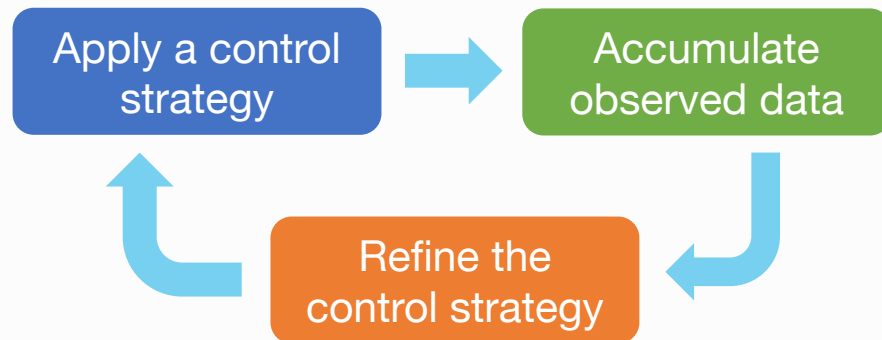 Apply a control
strategy
Accumulate
observed data
Refine the
control strategy